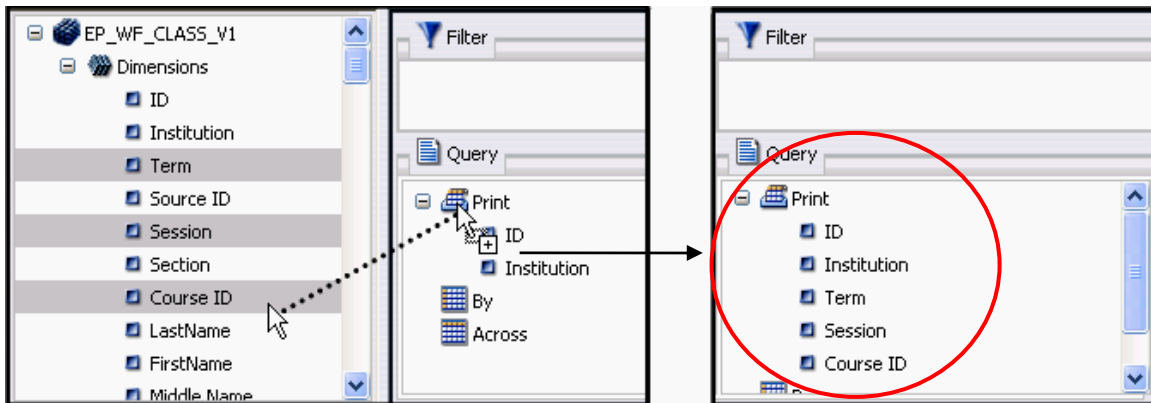 EP_WF_CLASS_V1
Dimensions
ID
Institution
Term
Source ID
Session
Section
Course ID
LastName
FirstName
Middle Name
Filter
Query
Print
ID
Institution
By
Across
Filter
Query
Print
ID
Institution
Term
Session
Course ID